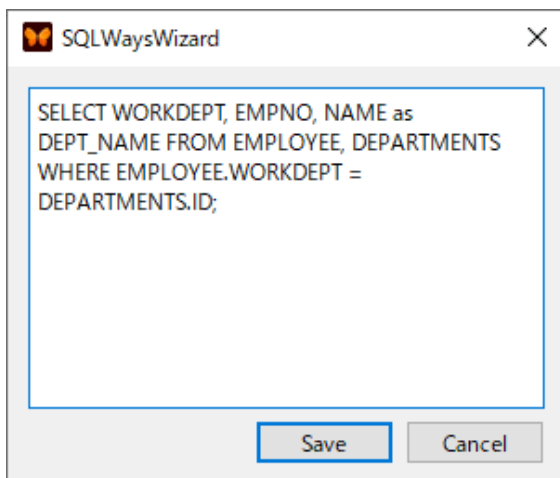 SQLWaysWizard
SELECT WORKDEPT, EMPNO, NAME as
DEPT_NAME FROM EMPLOYEE, DEPARTMENTS
WHERE EMPLOYEE.WORKDEPT =
DEPARTMENTS.ID;
Save Cancel